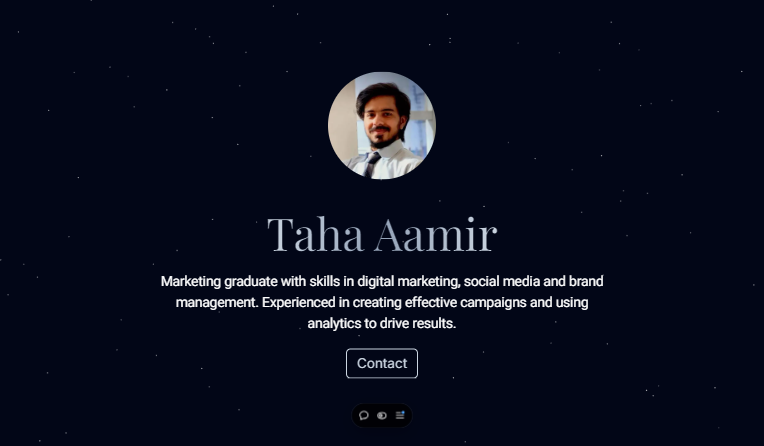 Taha Aamir
Marketing graduate with skills in digital marketing, social media and brand
management. Experienced in creating effective campaigns and using
analytics to drive results.
Contact